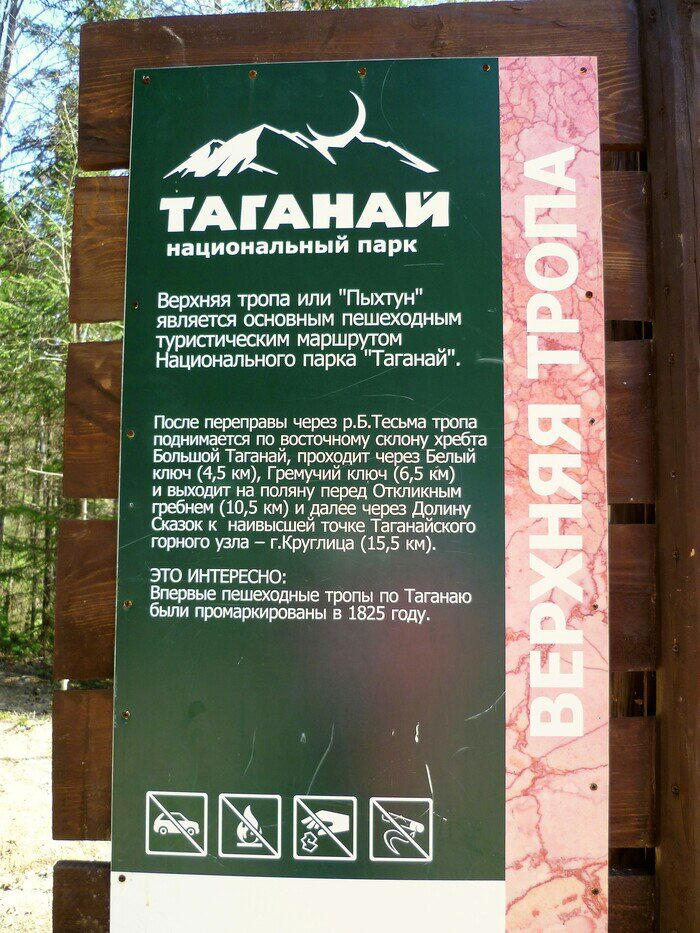 ТАГАНАЙ
национальный парк
Верхняя тропа или "Пыхтун"
является основным пешеходным
туристическим маршрутом
Национального парка "Таганай".
После переправы через р.Б.Тесьма тропа
поднимается по восточному склону хребта
Большой Таганай, проходит через Белый
ключ (4,5 км), Гремучий ключ (6,5 км)
и выходит на поляну перед Откликным
гребнем (10,5 км) и далее через Долину
Сказок к наивысшей точке Таганайского
горного узла – г.Круглица (15,5 км).
ЭТО ИНТЕРЕСНО:
Впервые пешеходные тропы по Таганаю
были промаркированы в 1825 году.
ВЕРХНЯЯ ТРОПА